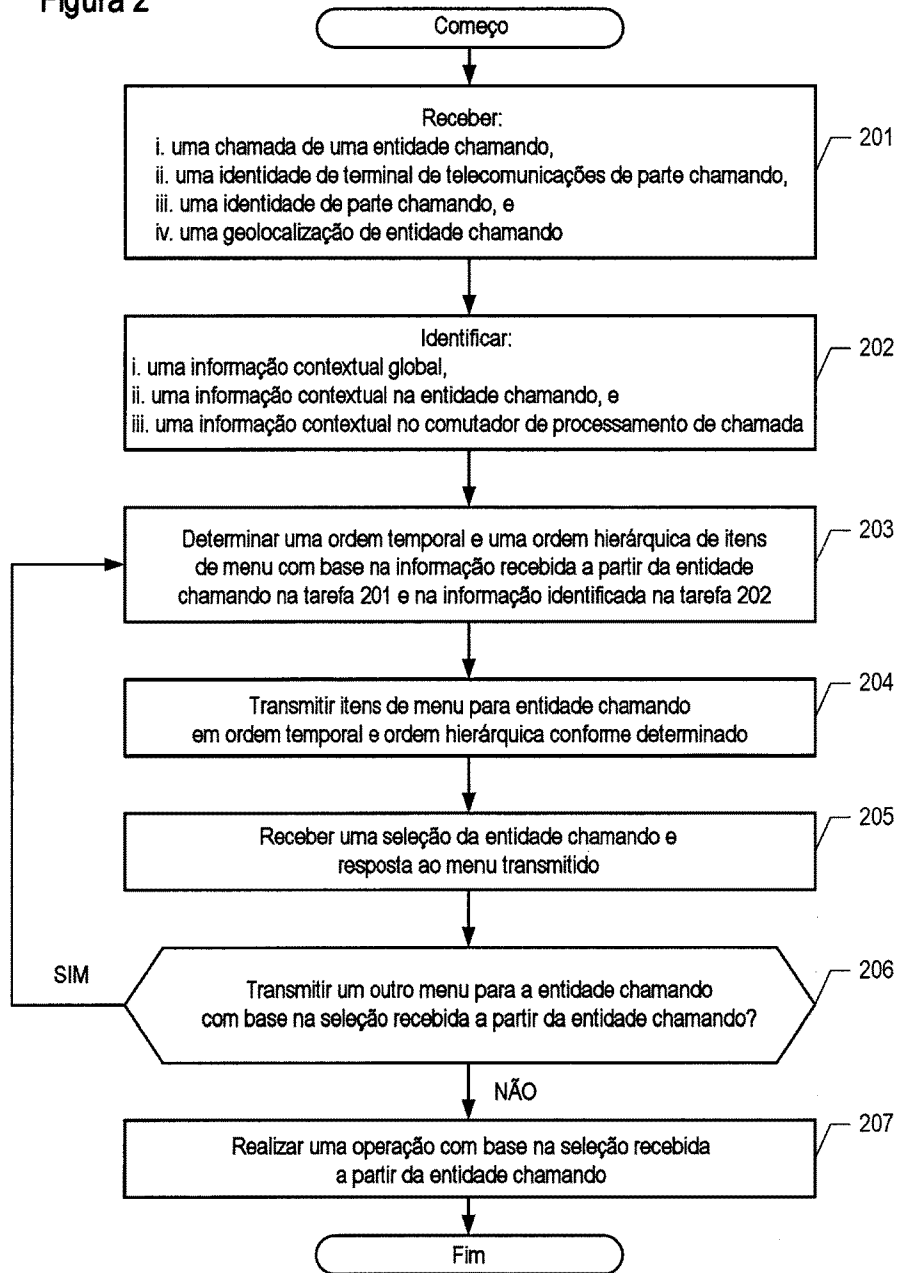 Figura 2
Começo
Receber:
i. uma chamada de uma entidade chamando,
ii. uma identidade de terminal de telecomunicações de parte chamando,
iii. uma identidade de parte chamando, e
iv. uma geolocalização de entidade chamando
201
Identificar:
i. uma informação contextual global,
ii. uma informação contextual na entidade chamando, e
iii. uma informação contextual no comutador de processamento de chamada
202
Determinar uma ordem temporal e uma ordem hierárquica de itens
de menu com base na informação recebida a partir da entidade
chamando na tarefa 201 e na informação identificada na tarefa 202
203
Transmitir itens de menu para entidade chamando
em ordem temporal e ordem hierárquica conforme determinado
204
Receber uma seleção da entidade chamando e
resposta ao menu transmitido
205
SIM
Transmitir um outro menu para a entidade chamando
com base na seleção recebida a partir da entidade chamando?
206
NÃO
Realizar uma operação com base na seleção recebida
a partir da entidade chamando
207
Fim